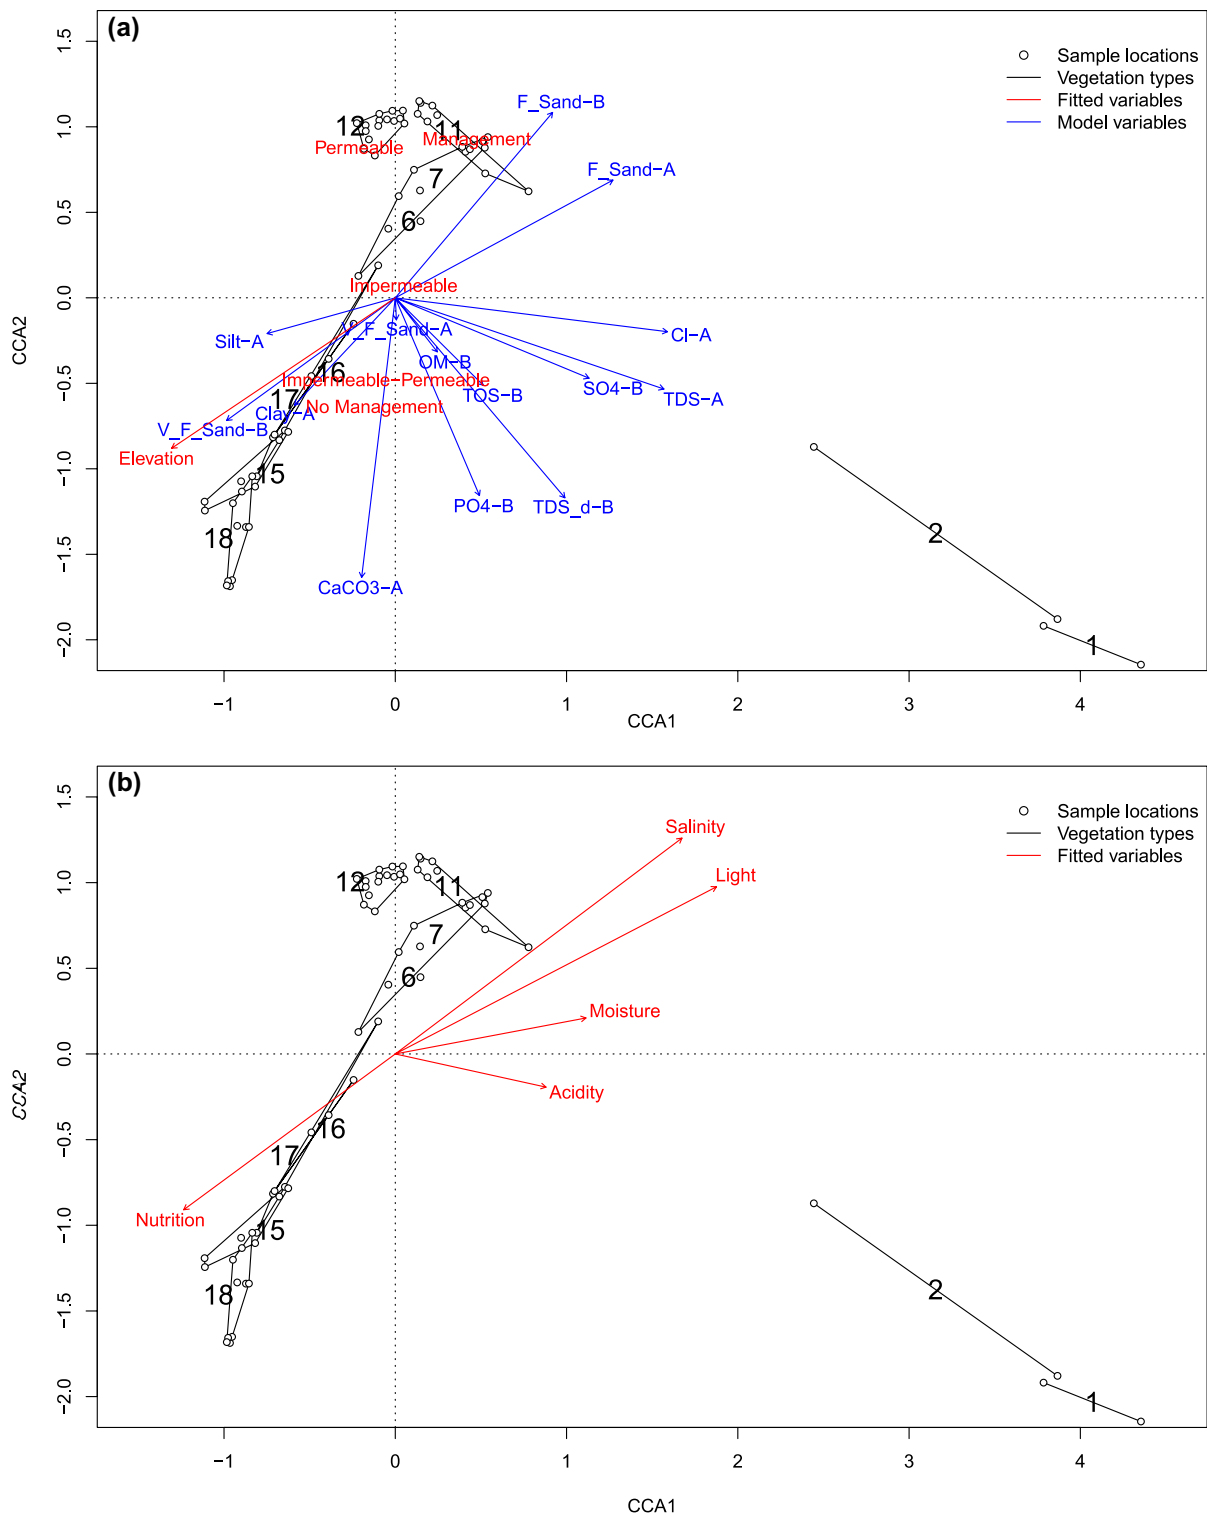 (a)
Sample locations
Vegetation types
Fitted variables
Model variables
F_Sand−B
12
11
Management
Permeable
F_Sand−A
7
6
Impermeable
Silt−A
V_F_Sand−A
Cl−A
OM−B
16
Impermeable−Permeable
SO4−B
17
TOS−B
TDS−A
Clay−A
No Management
V_F_Sand−B
Elevation
15
PO4−B
TDS_d−B
18
2
CaCO3−A
1
1.5
1.0
0.5
0.0
−0.5
−1.0
−1.5
−2.0
CCA2
−1 0 1 2 3 4
CCA1
(b)
Sample locations
Vegetation types
Fitted variables
Salinity
Light
12
11
7
6
Moisture
Acidity
16
17
Nutrition
15
18
2
1
1.5
1.0
0.5
0.0
−0.5
−1.0
−1.5
−2.0
CCA2
−1 0 1 2 3 4
CCA1